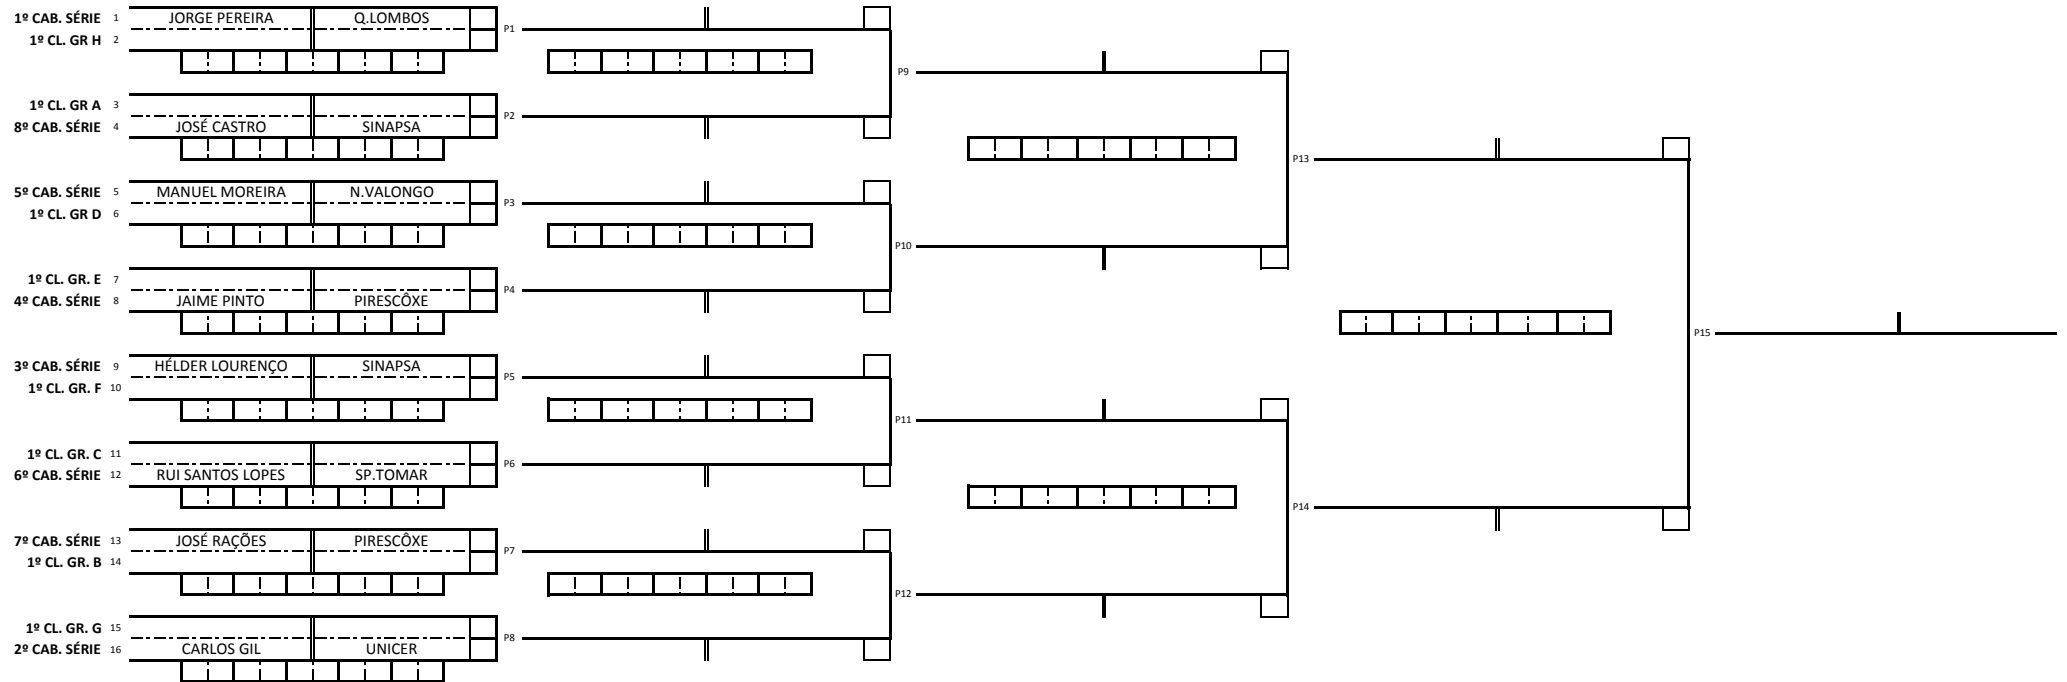 1º CAB. SÉRIE 1 JORGE PEREIRA Q.LOMBOS
P1
1º CL. GR H 2
P9
1º CL. GR A 3
P2
8º CAB. SÉRIE 4 JOSÉ CASTRO SINAPSA
P13
5º CAB. SÉRIE 5 MANUEL MOREIRA N.VALONGO
P3
1º CL. GR D 6
P10
1º CL. GR. E 7
P4
4º CAB. SÉRIE 8 JAIME PINTO PIRESCÔXE
P15
3º CAB. SÉRIE 9 HÉLDER LOURENÇO SINAPSA
P5
1º CL. GR. F 10
P11
1º CL. GR. C 11
P6
6º CAB. SÉRIE 12 RUI SANTOS LOPES SP.TOMAR
P14
7º CAB. SÉRIE 13 JOSÉ RAÇÕES PIRESCÔXE
P7
1º CL. GR. B 14
P12
1º CL. GR. G 15
P8
2º CAB. SÉRIE 16 CARLOS GIL UNICER